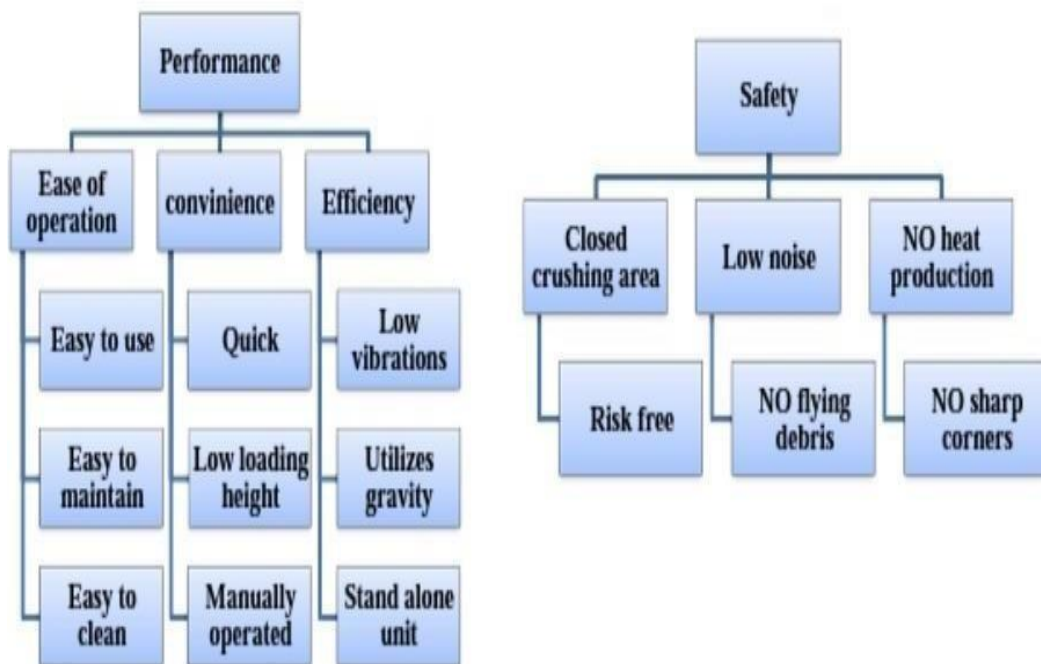 Performance
Ease of
operation
convinience
Efficiency
Easy to use
Quick
Low
vibrations
Easy to
maintain
Low loading
height
Utilizes
gravity
Easy to
clean
Manually
operated
Stand alone
unit
Safety
Closed
crushing area
Low noise
NO heat
production
Risk free
NO flying
debris
NO sharp
corners